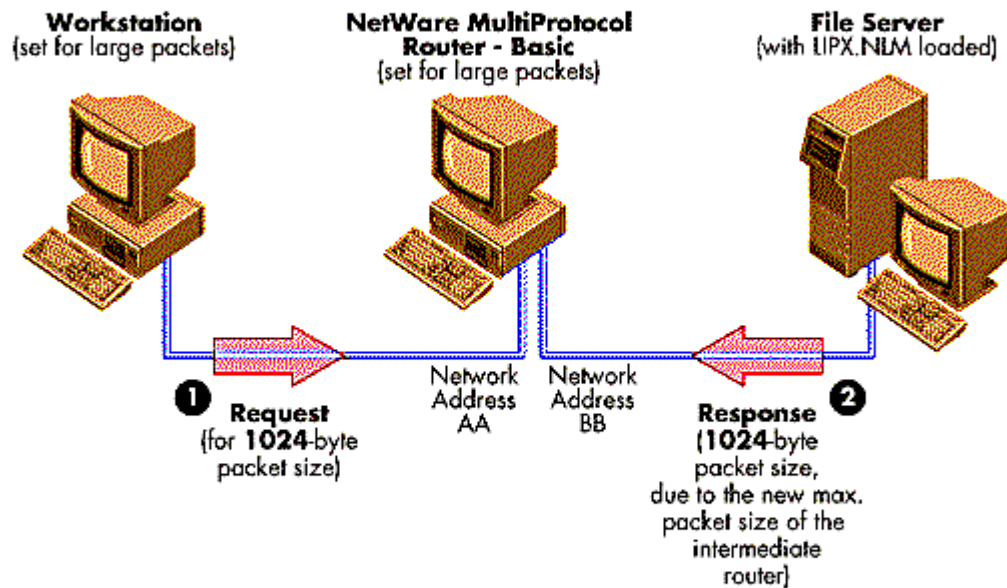 Workstation
(set for large packets)
NetWare MultiProtocol
Router - Basic
(set for large packets)
File Server
(with LIPX.NLM loaded)
1
Request
(for 1024-byte
packet size)
Network
Address
AA
Network
Address
BB
2
Response
(1024-byte
packet size,
due to the new max.
packet size of the
intermediate
router)